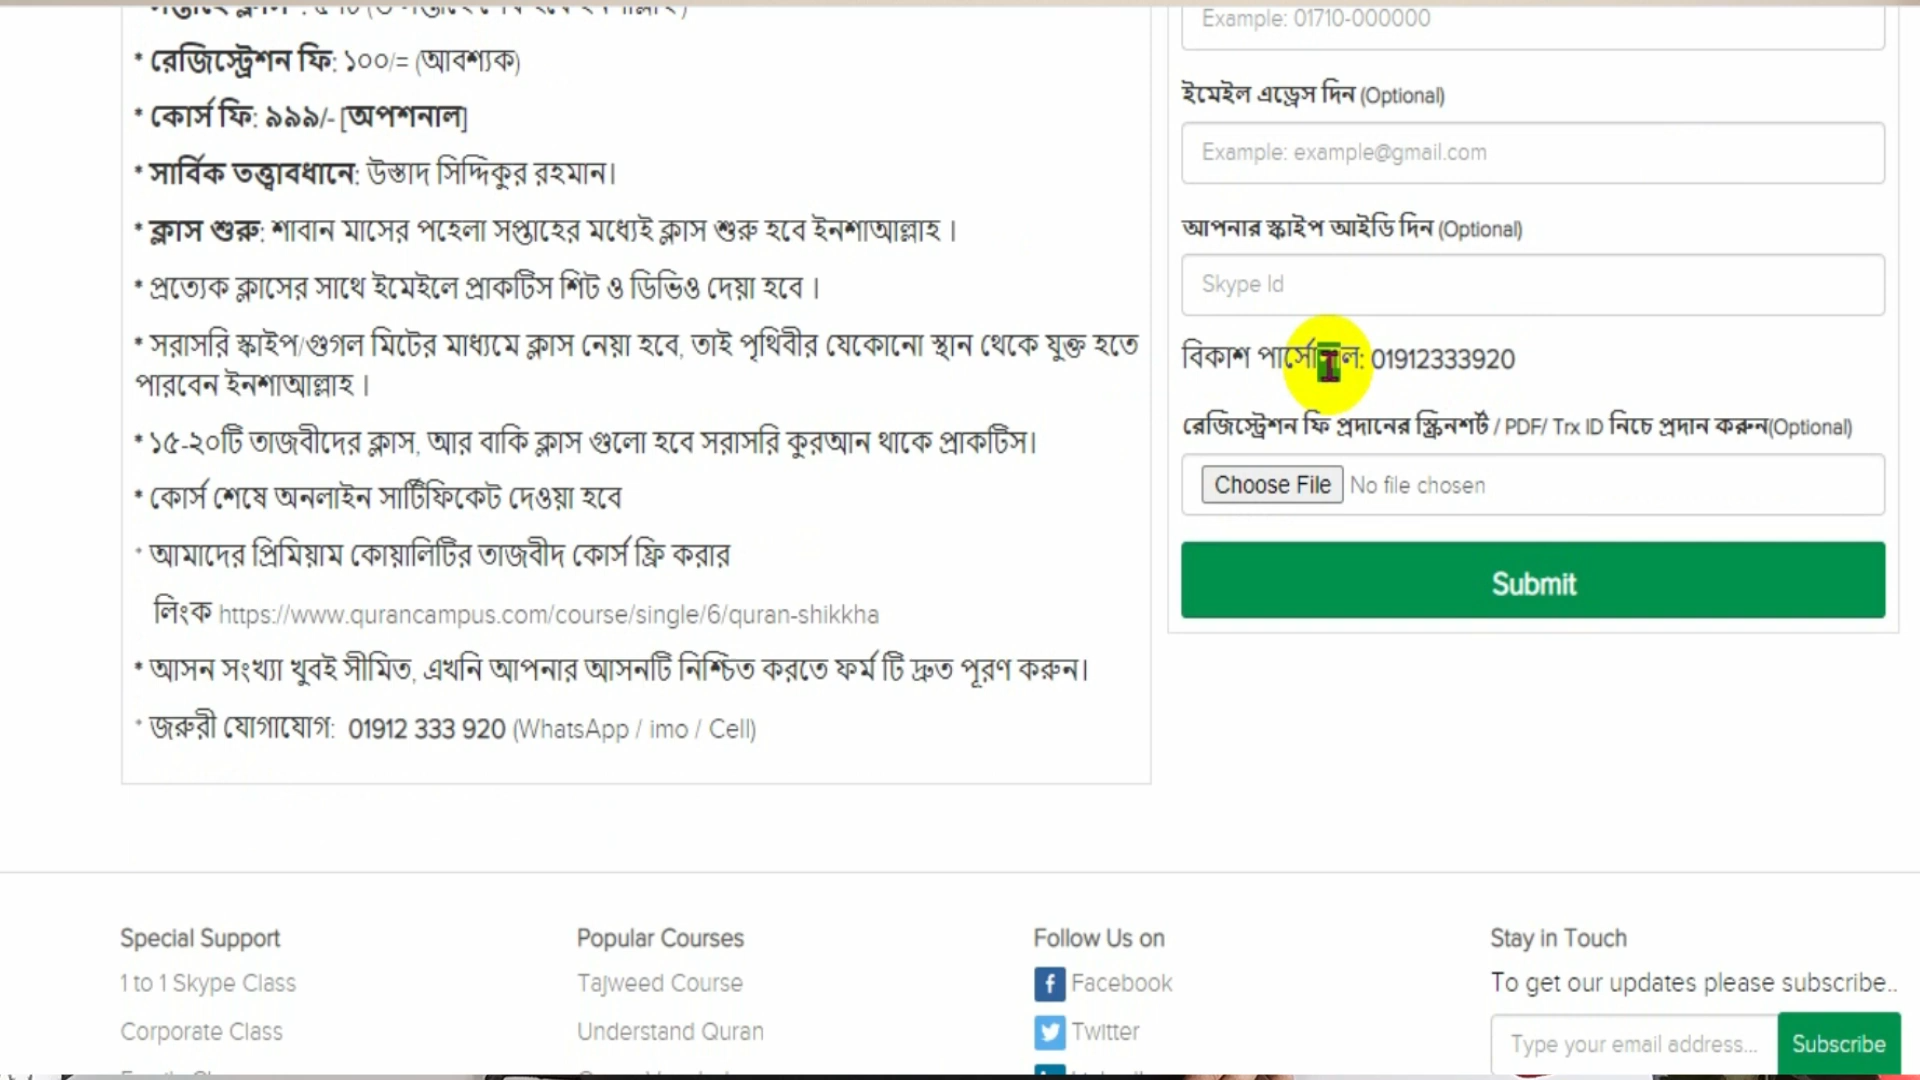 * রেজিস্ট্রেশন ফি: ১০০/= (আবশ্যক)
* কোর্স ফি: ৯৯৯/- [অপশনাল]
* সার্বিক তত্ত্বাবধানে: উস্তাদ সিদ্দিকুর রহমান।
* ক্লাস শুরু: শাবান মাসের পহেলা সপ্তাহের মধ্যেই ক্লাস শুরু হবে ইনশাআল্লাহ ।
* প্রত্যেক ক্লাসের সাথে ইমেইলে প্রাকটিস শিট ও ডিভিও দেয়া হবে ।
* সরাসরি স্কাইপ/গুগল মিটের মাধ্যমে ক্লাস নেয়া হবে, তাই পৃথিবীর যেকোনো স্থান থেকে যুক্ত হতে
পারবেন ইনশাআল্লাহ ।
* ১৫-২০টি তাজবীদের ক্লাস, আর বাকি ক্লাস গুলো হবে সরাসরি কুরআন থাকে প্রাকটিস।
* কোর্স শেষে অনলাইন সার্টিফিকেট দেওয়া হবে
* আমাদের প্রিমিয়াম কোয়ালিটির তাজবীদ কোর্স ফ্রি করার
লিংক https://www.qurancampus.com/course/single/6/quran-shikkha
* আসন সংখ্যা খুবই সীমিত, এখনি আপনার আসনটি নিশ্চিত করতে ফর্ম টি দ্রুত পূরণ করুন।
* জরুরী যোগাযোগ: 01912 333 920 (WhatsApp / imo / Cell)
Example: 01710-000000
ইমেইল এড্রেস দিন (Optional)
Example: example@gmail.com
আপনার স্কাইপ আইডি দিন (Optional)
Skype Id
বিকাশ পার্সোনাল: 01912333920
রেজিস্ট্রেশন ফি প্রদানের স্ক্রিনশর্ট / PDF/ Trx ID নিচে প্রদান করুন(Optional)
Choose File No file chosen
Submit
Special Support
1 to 1 Skype Class
Corporate Class
Popular Courses
Tajweed Course
Understand Quran
Follow Us on
Facebook
Twitter
Stay in Touch
To get our updates please subscribe..
Type your email address... Subscribe